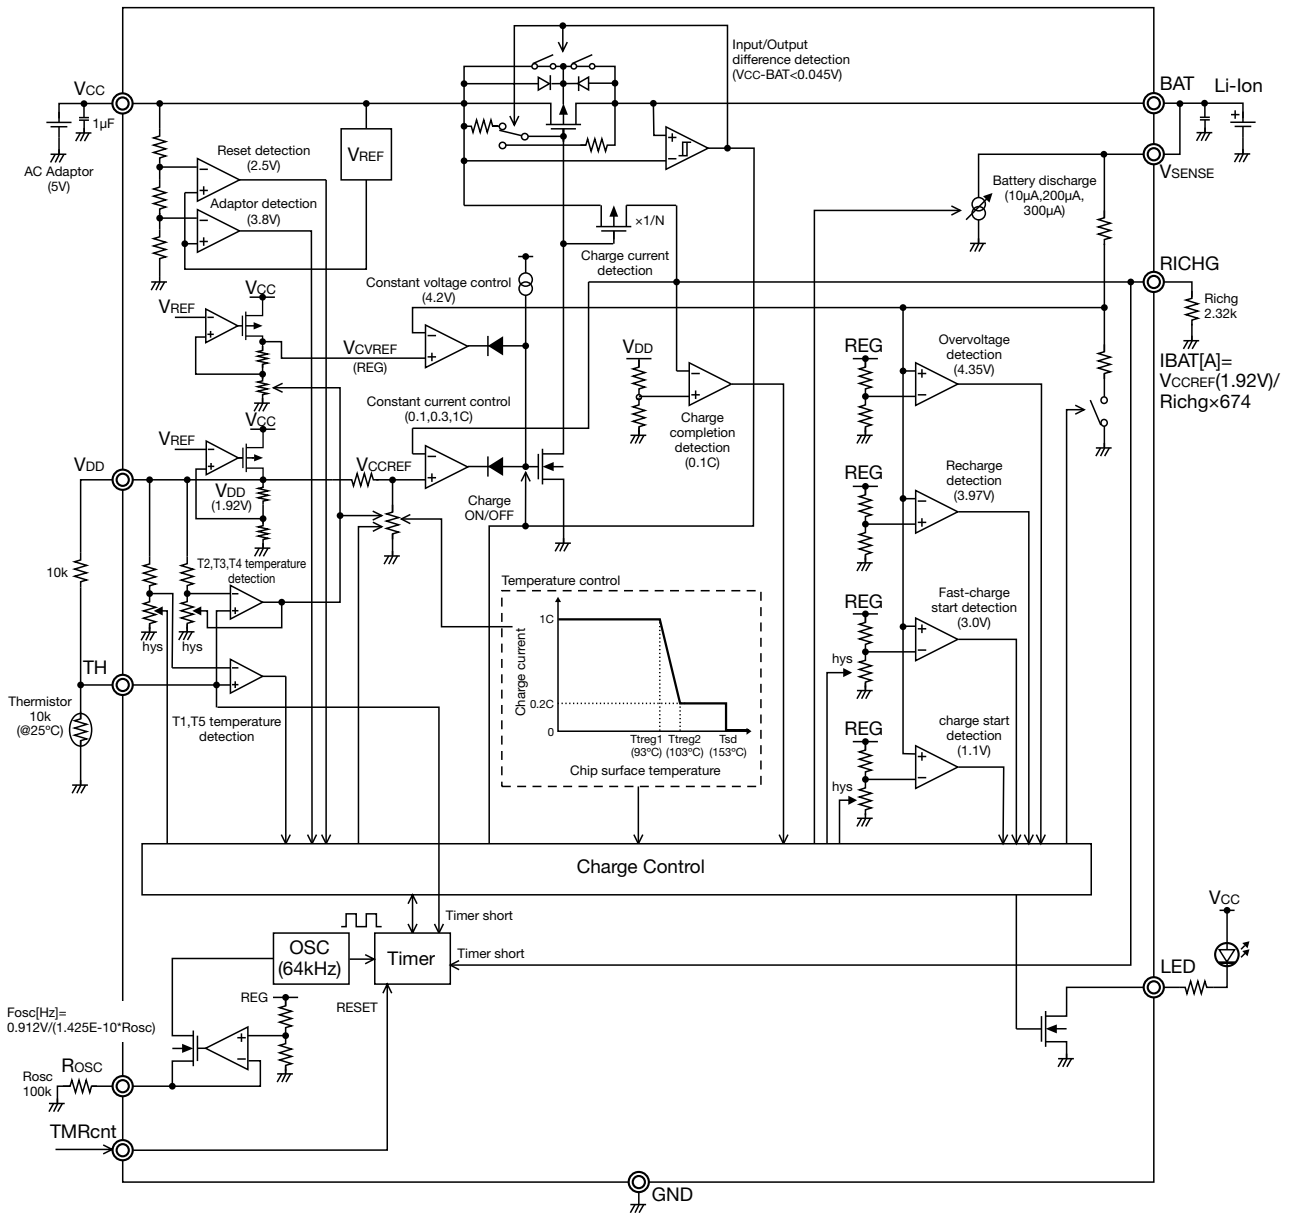 Input/Output
difference detection
(VCC-BAT<0.045V)
VCC
BAT
Li-Ion
+
1µF
AC Adaptor
(5V)
Reset detection
(2.5V)
VREF
Adaptor detection
(3.8V)
VSENSE
Battery discharge
(10µA,200µA,
300µA)
×1/N
Charge current
detection
RICHG
Richg
2.32k
IBAT[A]=
VCCREF(1.92V)/
Richg×674
VCC
VREF
Constant voltage control
(4.2V)
VCVREF
(REG)
VDD
REG
Overvoltage
detection
(4.35V)
Constant current control
(0.1,0.3,1C)
Charge
completion
detection
(0.1C)
VCC
VREF
VDD
VDD
(1.92V)
VCCREF
Charge
ON/OFF
REG
Recharge
detection
(3.97V)
10k
T2,T3,T4 temperature
detection
hys
hys
TH
Thermistor
10k
(@25°C)
T1,T5 temperature
detection
Temperature control
Charge current
1C
0.2C
0
Ttreg1
(93°C)
Ttreg2
(103°C)
Tsd
(153°C)
Chip surface temperature
REG
Fast-charge
start detection
(3.0V)
hys
REG
charge start
detection
(1.1V)
hys
Charge Control
Timer short
OSC
(64kHz)
Timer
Timer short
RESET
REG
VCC
LED
Fosc[Hz]=
0.912V/(1.425E-10*Rosc)
ROSC
Rosc
100k
TMRcnt
GND